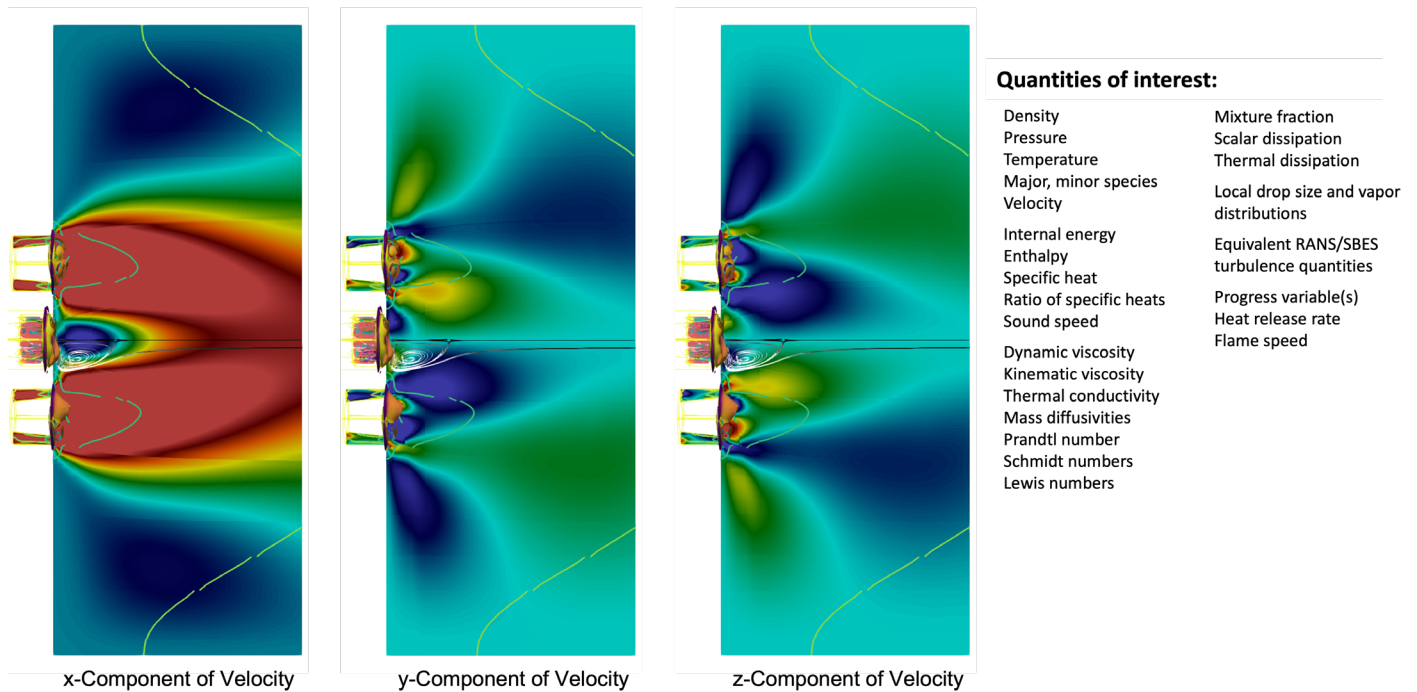 Quantities of interest:
Density
Pressure
Temperature
Major, minor species
Velocity
Internal energy
Enthalpy
Specific heat
Ratio of specific heats
Sound speed
Dynamic viscosity
Kinematic viscosity
Thermal conductivity
Mass diffusivities
Prandtl number
Schmidt numbers
Lewis numbers
Mixture fraction
Scalar dissipation
Thermal dissipation
Local drop size and vapor
distributions
Equivalent RANS/SBES
turbulence quantities
Progress variable(s)
Heat release rate
Flame speed
x-Component of Velocity
y-Component of Velocity
z-Component of Velocity